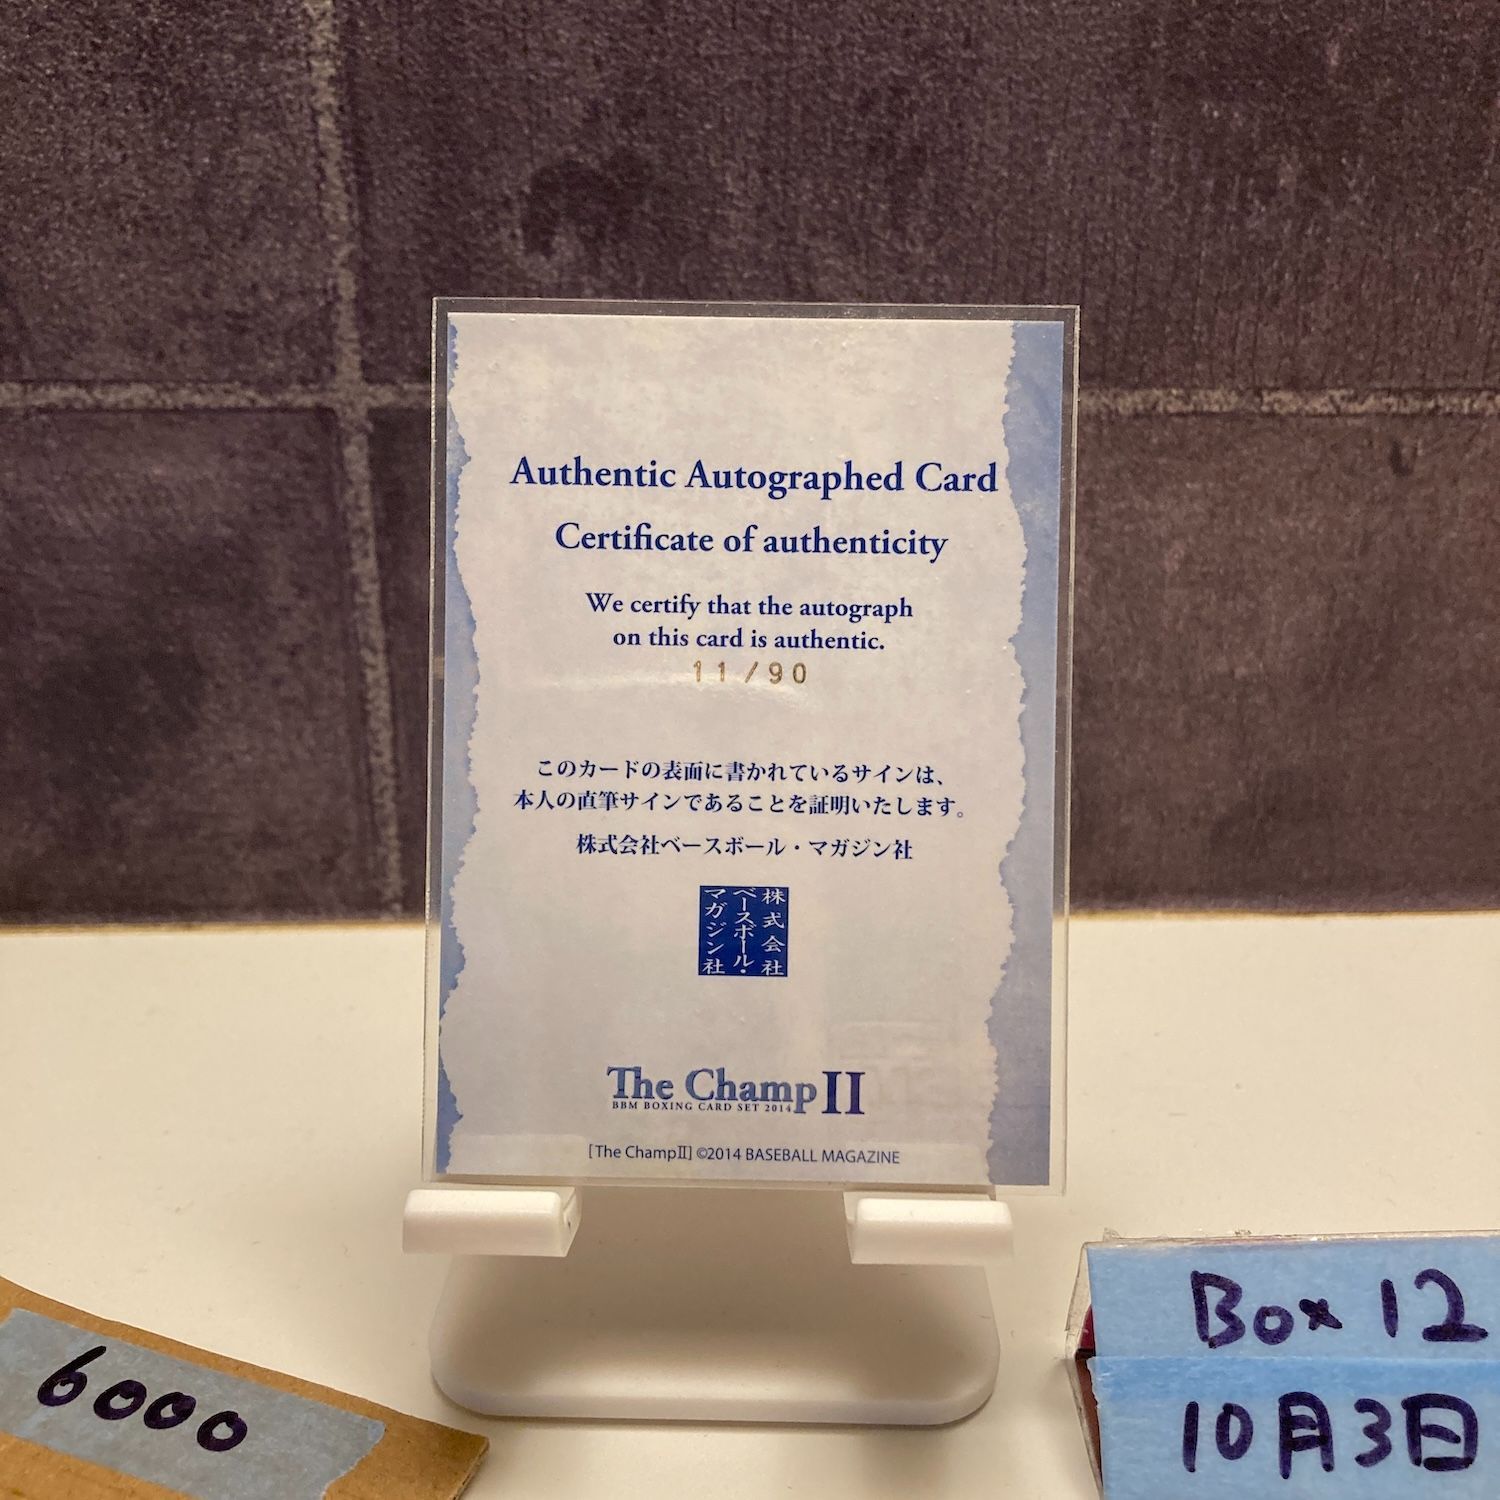 Authentic Autographed Card
Certificate of authenticity
We certify that the autograph
on this card is authentic.
11/90
このカードの表面に書かれているサインは、
本人の直筆サインであることを証明いたします。
株式会社ベースボール・マガジン社
株式会社
ベースボール・
マガジン社
The Champ II
BBM BOXING CARD SET 2014
[The ChampⅡ] ©2014 BASEBALL MAGAZINE
6000
Box 12
10月3日